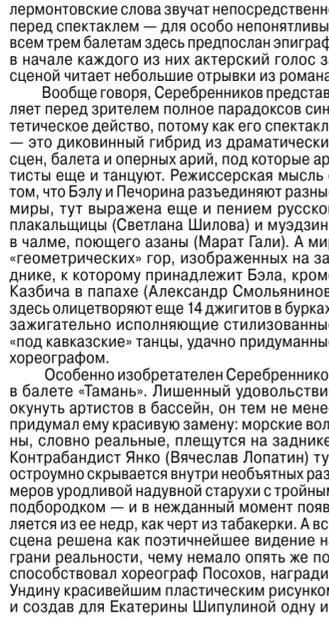 лермонтовские слова звучат непосредственн
перед спектаклем — для особо непонятливы
всем трем балетам здесь предпослан эпиграф
в начале каждого из них актерский голос з
сценой читает небольшие отрывки из романа
Вообще говоря, Серебренников представ
ляет перед зрителем полное парадоксов син
тетическое действо, потому как его спектакл
— это диковинный гибрид из драматически
сцен, балета и оперных арий, под которые ар
тисты еще и танцуют. Режиссерская мысль
том, что Бэлу и Печорина разъединяют разны
миры, тут выражена еще и пением русско
плакальщицы (Светлана Шилова) и муэдзин
в чалме, поющего азаны (Марат Гали). А ми
«геометрических» гор, изображенных на за
днике, к которому принадлежит Бэла, кром
Казбича в папахе (Александр Смольянинов
здесь олицетворяют еще 14 джигитов в бурках
зажигательно исполняющие стилизованны
«под кавказские» танцы, удачно придуманны
хореографом.
Особенно изобретателен Серебреннико
в балете «Тамань». Лишенный удовольстви
окунуть артистов в бассейн, он тем не мене
придумал ему красивую замену: морские вол
ны, словно реальные, плещутся на заднике
Контрабандист Янко (Вячеслав Лопатин) ту
остроумно скрывается внутри необъятных раз
меров уродливой надувной старухи с тройным
подбородком — и в нежданный момент появ
ляется из ее недр, как черт из табакерки. А вс
сцена решена как поэтичнейшее видение н
грани реальности, чему немало опять же по
способствовал хореограф Посохов, награди
Ундину красивейшим пластическим рисунком
и создав для Екатерины Шипулиной одну и